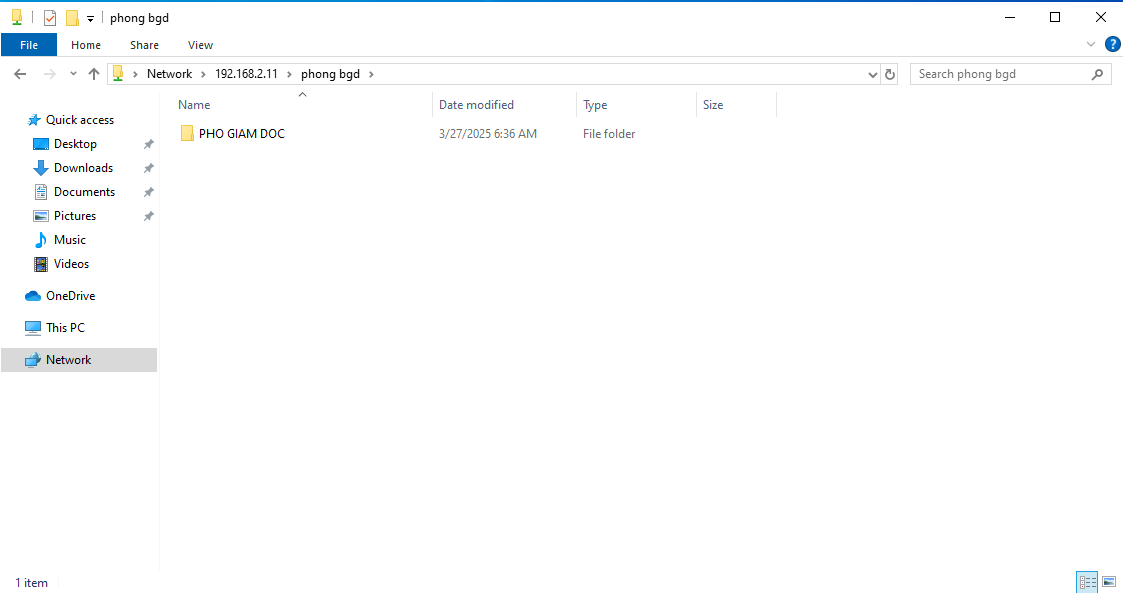 phong bgd
File Home Share View
Network 192.168.2.11 phong bgd
Search phong bgd
Name Date modified Type Size
PHO GIAM DOC 3/27/2025 6:36 AM File folder
Quick access
Desktop
Downloads
Documents
Pictures
Music
Videos
OneDrive
This PC
Network
1 item